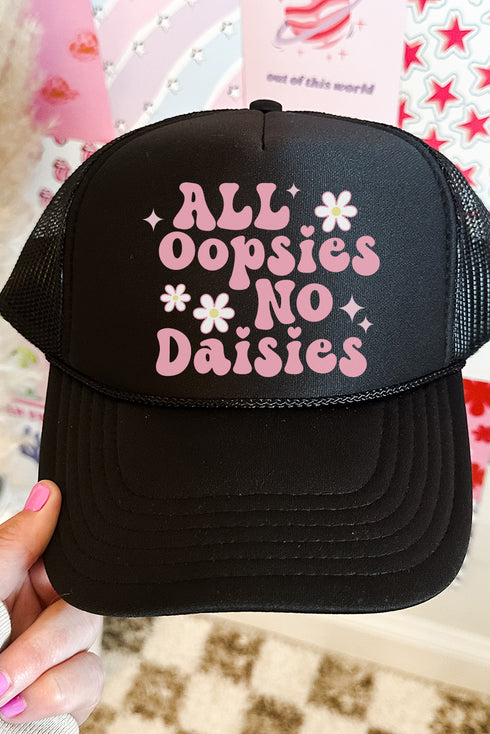 out of this world
ALL
Oopsies
NO
Daisies